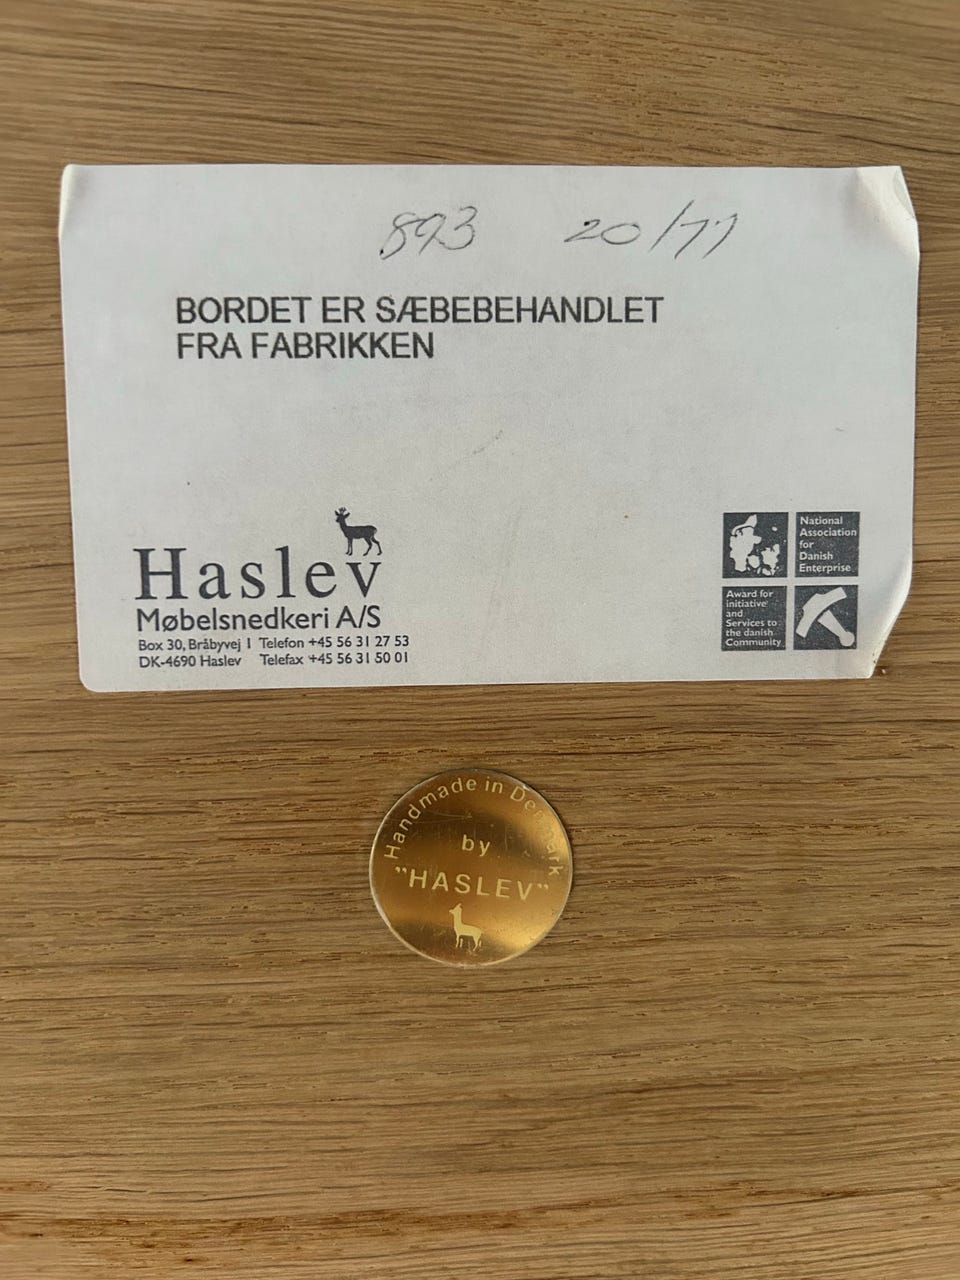 893 20/11
BORDET ER SÆBEBEHANDLET
FRA FABRIKKEN
Haslev
Møbelsnedkeri A/S
Box 30, Bråbyvej 1 Telefon +45 56 31 27 53
DK-4690 Haslev Telefax +45 56 31 50 01
National
Association
for
Danish
Enterprise
Award for
initiative
and
Services to
the danish
Community
Handmade in Denmark
by
"HASLEV"